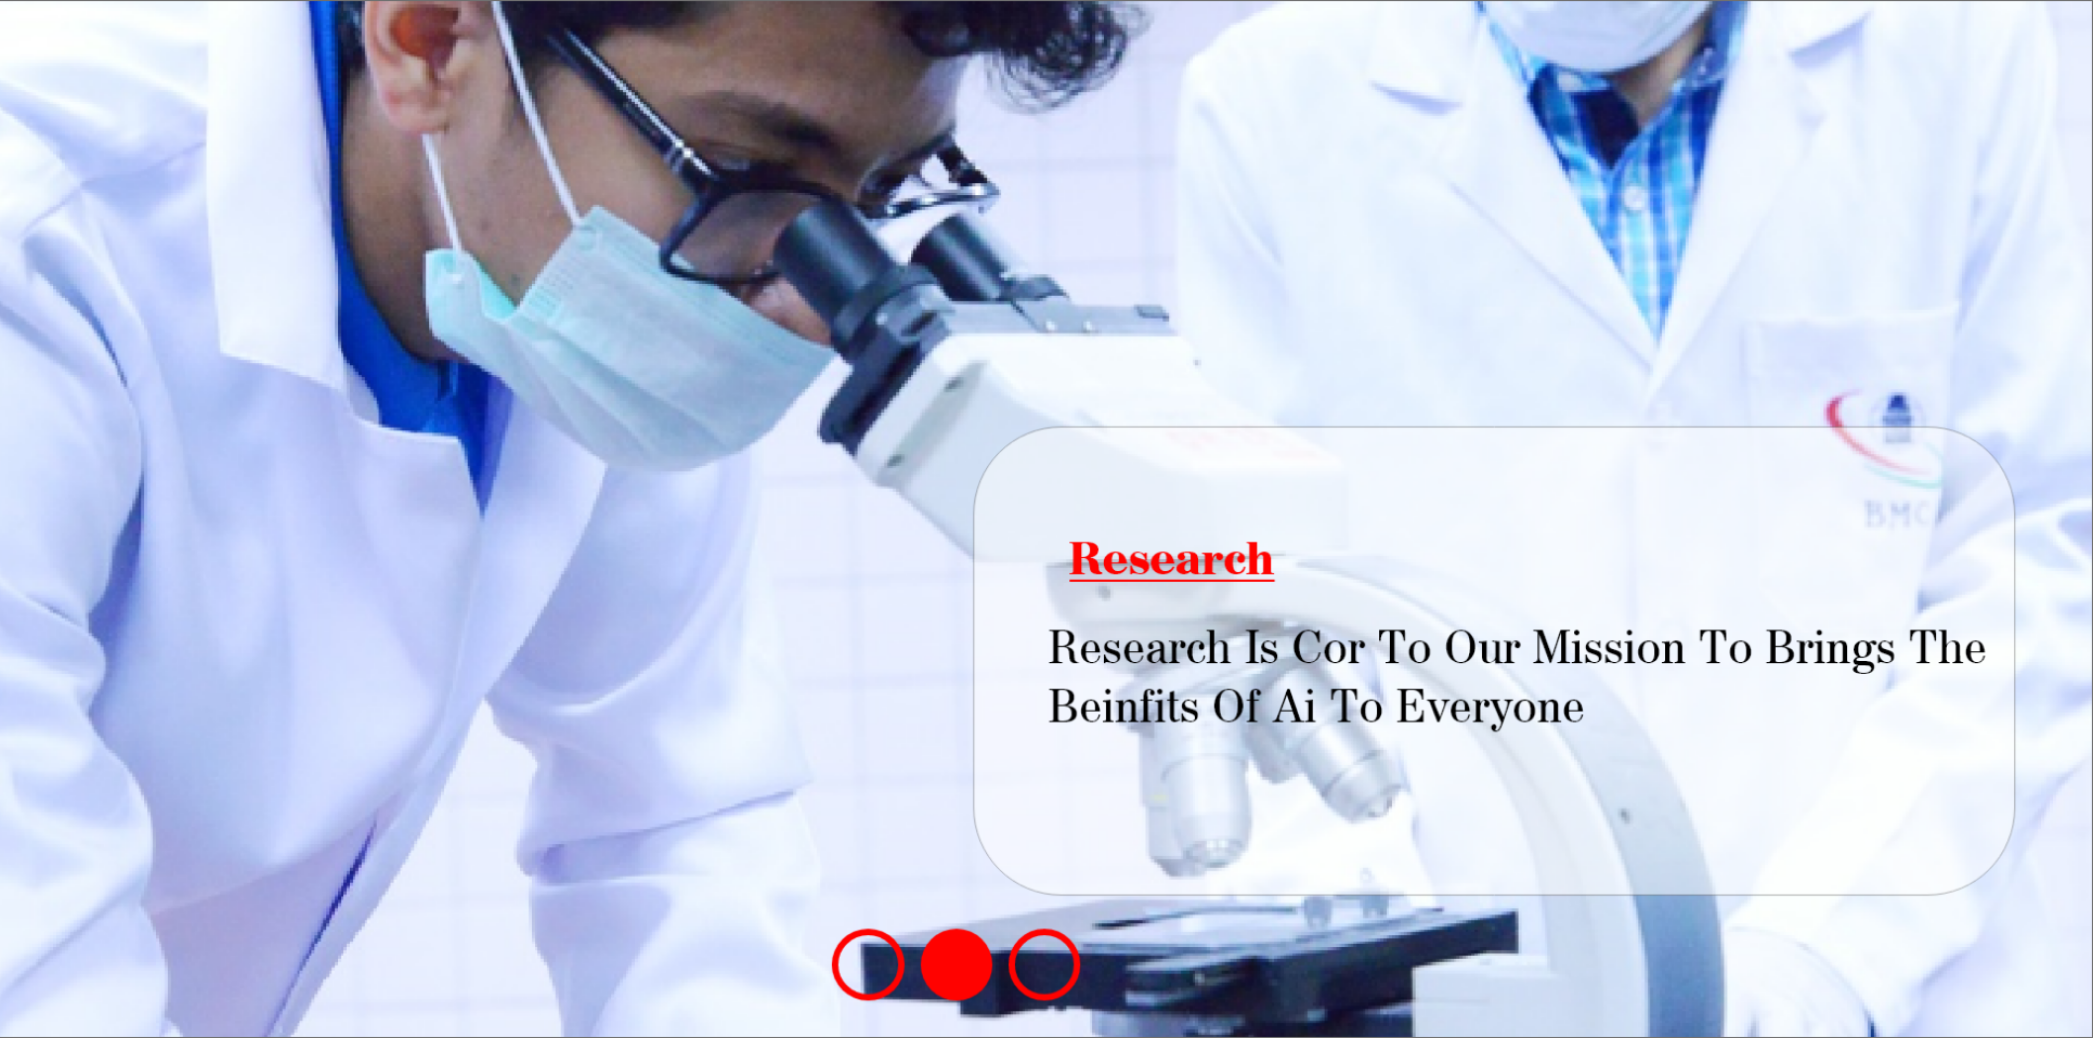 BMC
Research
Research Is Cor To Our Mission To Brings The
Beinfits Of Ai To Everyone